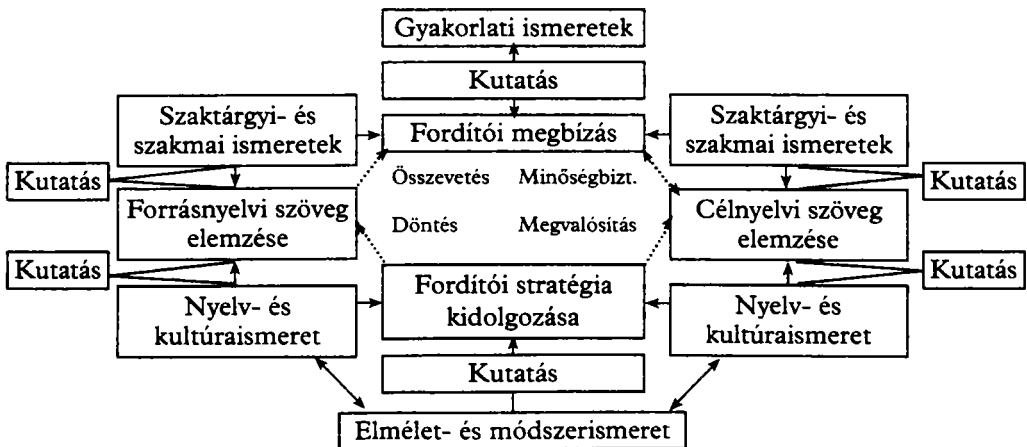 Gyakorlati ismeretek
Kutatás
Szaktárgyi- és
szakmai ismeretek
Fordítói megbízás
Szaktárgyi- és
szakmai ismeretek
Kutatás
Összevetés
Minőségbizt.
Kutatás
Forrásnyelvi szöveg
elemzése
Döntés
Megvalósítás
Célnyelvi szöveg
elemzése
Kutatás
Fordítói stratégia
kidolgozása
Kutatás
Nyelv- és
kultúraismeret
Nyelv- és
kultúraismeret
Kutatás
Elmélet- és módszerismeret